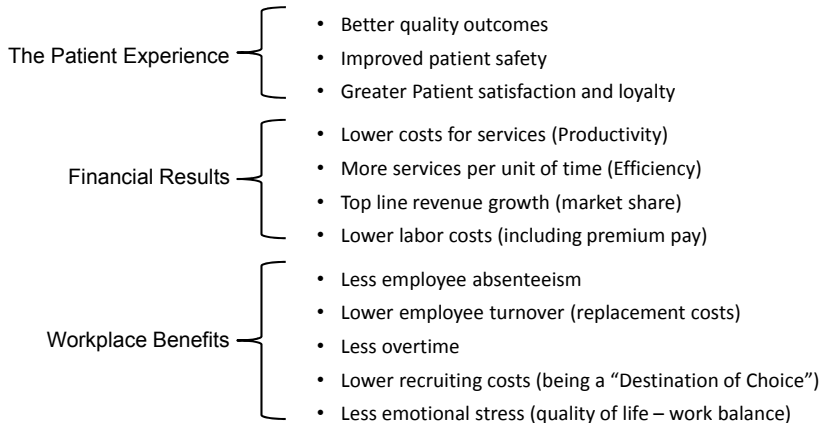 The Patient Experience
• Better quality outcomes
• Improved patient safety
• Greater Patient satisfaction and loyalty
Financial Results
• Lower costs for services (Productivity)
• More services per unit of time (Efficiency)
• Top line revenue growth (market share)
• Lower labor costs (including premium pay)
Workplace Benefits
• Less employee absenteeism
• Lower employee turnover (replacement costs)
• Less overtime
• Lower recruiting costs (being a “Destination of Choice”)
• Less emotional stress (quality of life – work balance)